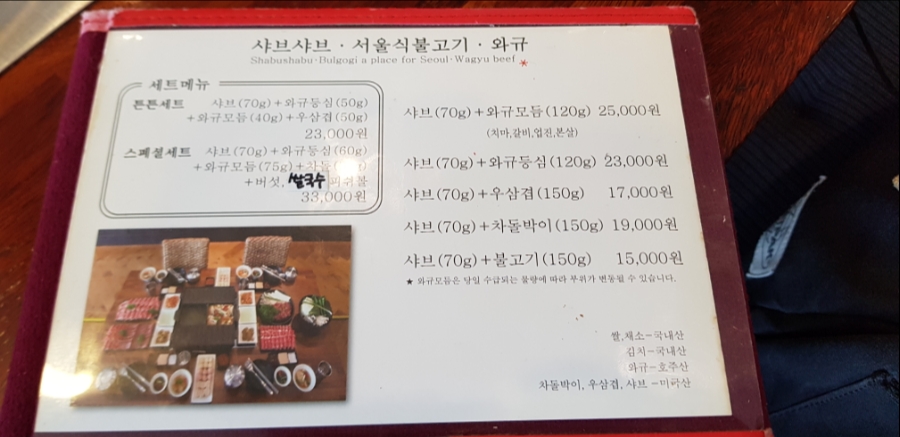 샤브샤브 · 서울식불고기 · 와규
Shabushabu·Bulgogi a place for Seoul·Wagyu beef *
세트메뉴
튼튼세트 샤브(70g)+와규등심(50g)
+와규모듬(40g)+우삼겹(50g)
23,000원
스페셜세트 샤브(70g)+와규등심(60g)
+와규모듬(75g)+차돌
+버섯, 쌀국수 피쉬볼
33,000원
샤브(70g)+와규모듬(120g) 25,000원
(치마,갈비,업진,본살)
샤브(70g)+와규등심(120g) 23,000원
샤브(70g)+우삼겹(150g) 17,000원
샤브(70g)+차돌박이(150g) 19,000원
샤브(70g)+불고기(150g) 15,000원
★ 와규모듬은 당일 수급되는 물량에 따라 부위가 변동될 수 있습니다.
쌀,채소-국내산
김치-국내산
와규-호주산
차돌박이, 우삼겹, 샤브 -미국산